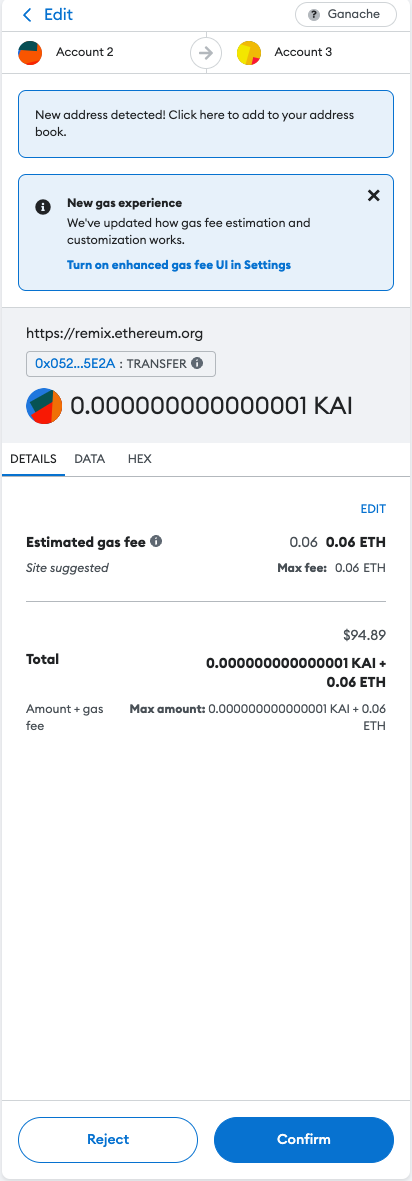 Edit
Ganache
Account 2
Account 3
New address detected! Click here to add to your address
book.
New gas experience
We've updated how gas fee estimation and
customization works.
Turn on enhanced gas fee UI in Settings
https://remix.ethereum.org
0x052...5E2A : TRANSFER
0.000000000000001 KAI
DETAILS DATA HEX
EDIT
Estimated gas fee 0.06 0.06 ETH
Site suggested Max fee: 0.06 ETH
$94.89
Total 0.000000000000001 KAI +
0.06 ETH
Amount + gas Max amount: 0.000000000000001 KAI + 0.06
fee ETH
Reject Confirm